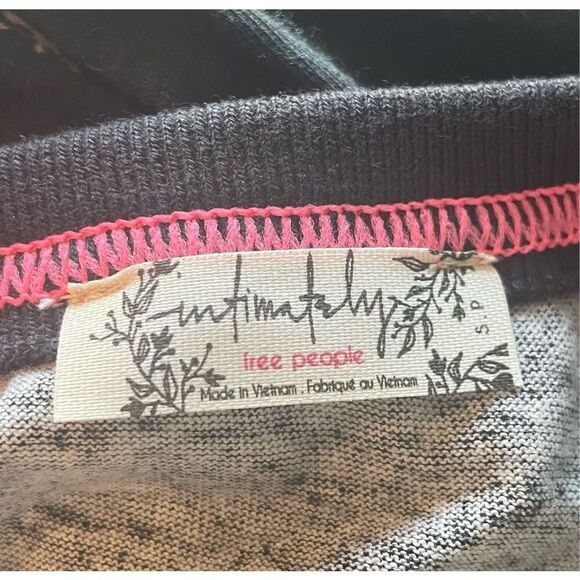 intimately
free people
Made in Vietnam . Fabriqué au Vietnam
S P